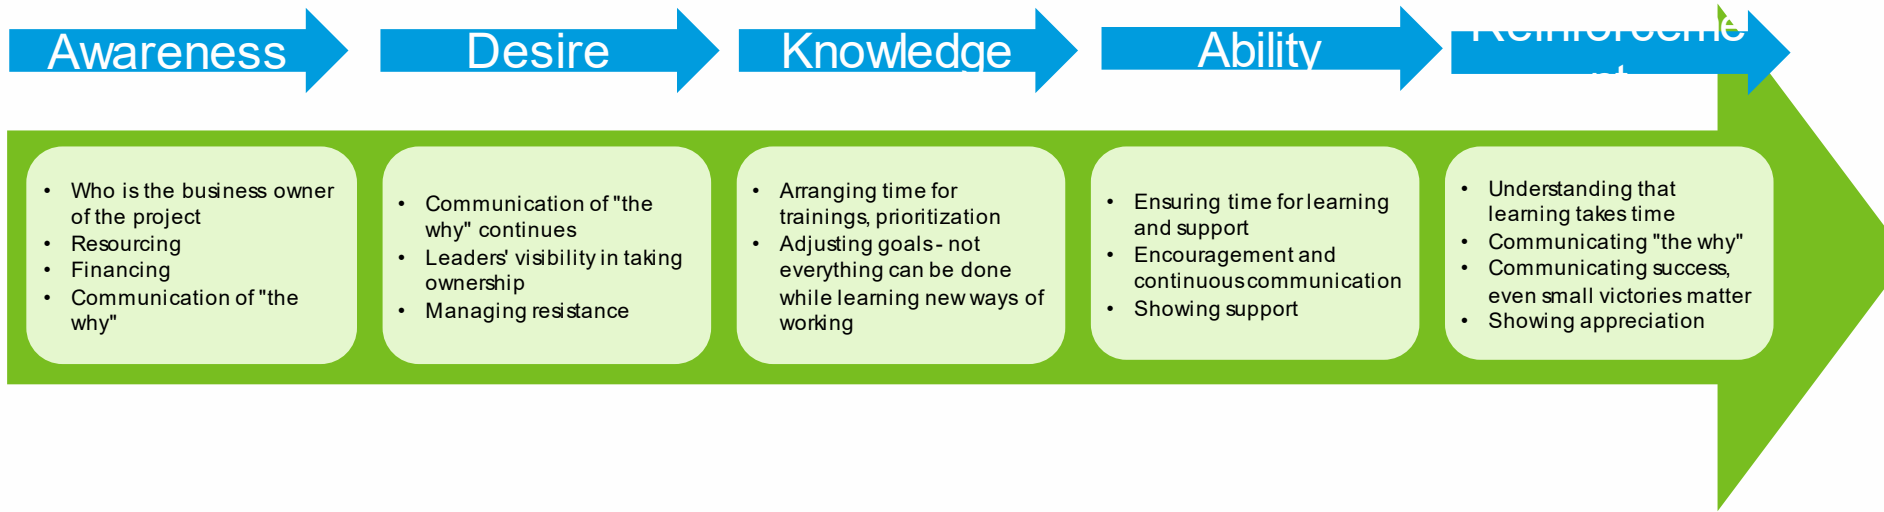 Awareness
Desire
Knowledge
Ability
Reinforceme
nt
• Who is the business owner
of the project
• Resourcing
• Financing
• Communication of "the
why"
• Communication of "the
why" continues
• Leaders' visibility in taking
ownership
• Managing resistance
• Arranging time for
trainings, prioritization
• Adjusting goals - not
everything can be done
while learning new ways of
working
• Ensuring time for learning
and support
• Encouragement and
continuous communication
• Showing support
• Understanding that
learning takes time
• Communicating "the why"
• Communicating success,
even small victories matter
• Showing appreciation